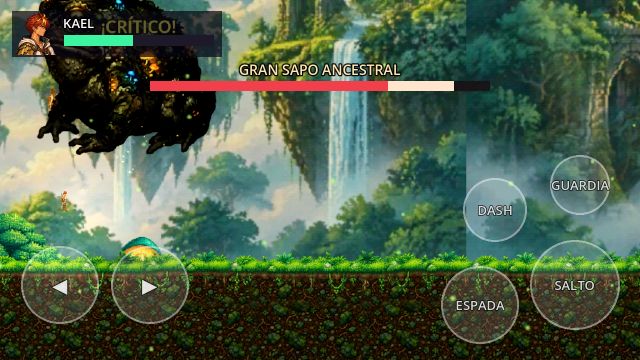 KAEL
¡CRÍTICO!
GRAN SAPO ANCESTRAL
GUARDIA
DASH
SALTO
ESPADA